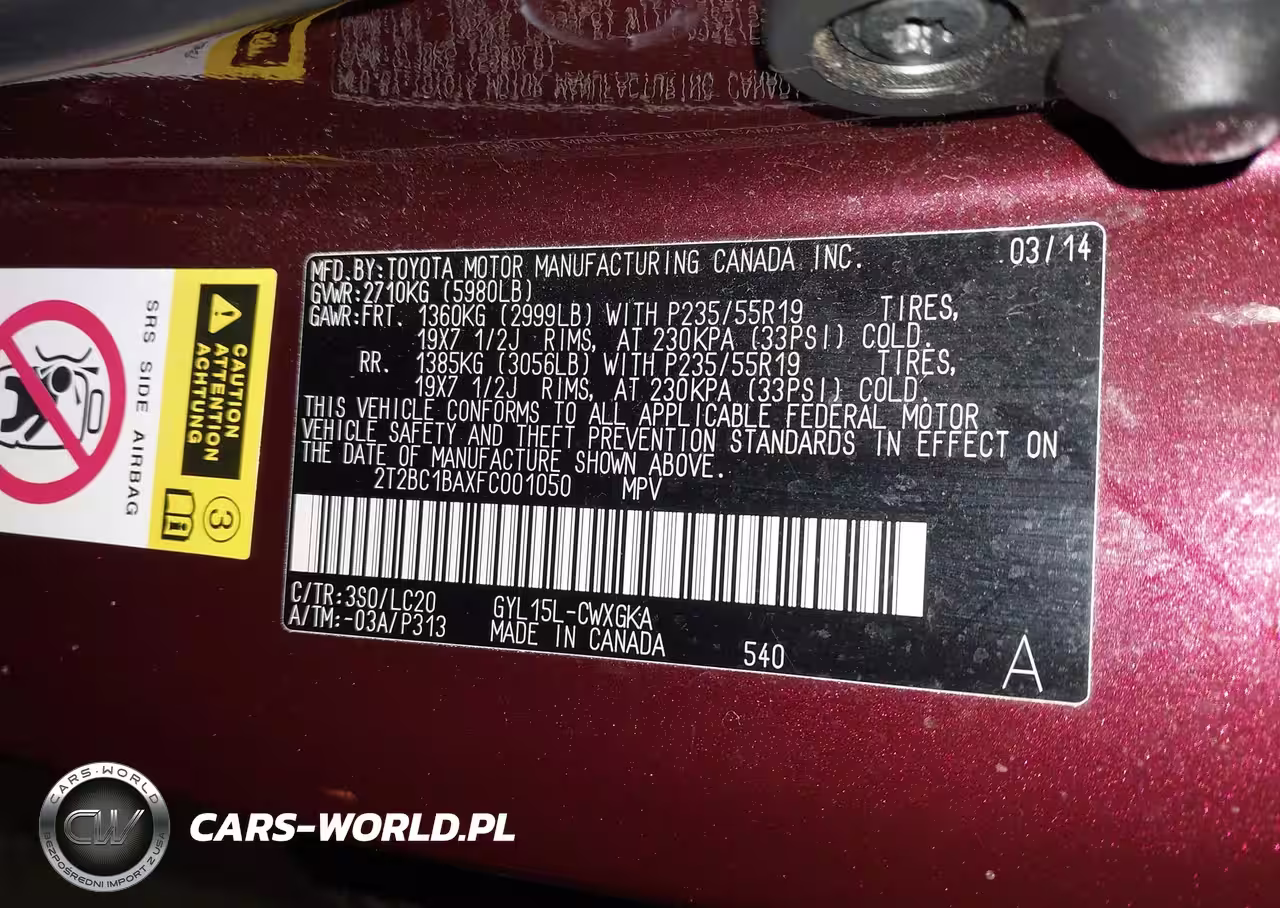 MFD.BY:TOYOTA MOTOR MANUFACTURING CANADA INC. 03/14
GVWR:2710KG (5980LB)
GAWR:FRT. 1360KG (2999LB) WITH P235/55R19 TIRES,
19X7 1/2J RIMS, AT 230KPA (33PSI) COLD.
RR. 1385KG (3056LB) WITH P235/55R19 TIRES,
19X7 1/2J RIMS, AT 230KPA (33PSI) COLD.
THIS VEHICLE CONFORMS TO ALL APPLICABLE FEDERAL MOTOR
VEHICLE SAFETY AND THEFT PREVENTION STANDARDS IN EFFECT ON
THE DATE OF MANUFACTURE SHOWN ABOVE.
2T2BC1BAXFC001050 MPV
C/TR:3S0/LC20 GYL15L-CWXGKA
A/TM:-03A/P313 MADE IN CANADA 540
A
CAUTION
ATTENTION
ACHTUNG
SRS SIDE AIRBAG
3
CARS-WORLD
CW
BEZPOŚREDNI IMPORT Z USA
CARS-WORLD.PL